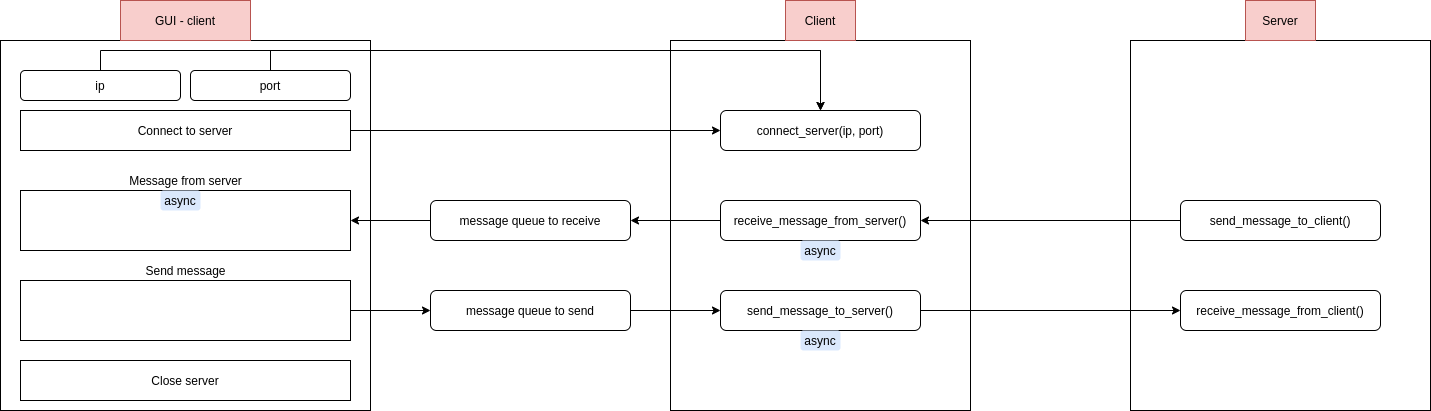 GUI - client
Client
Server
ip
port
Connect to server
connect_server(ip, port)
Message from server
async
message queue to receive
receive_message_from_server()
send_message_to_client()
async
Send message
message queue to send
send_message_to_server()
receive_message_from_client()
async
Close server